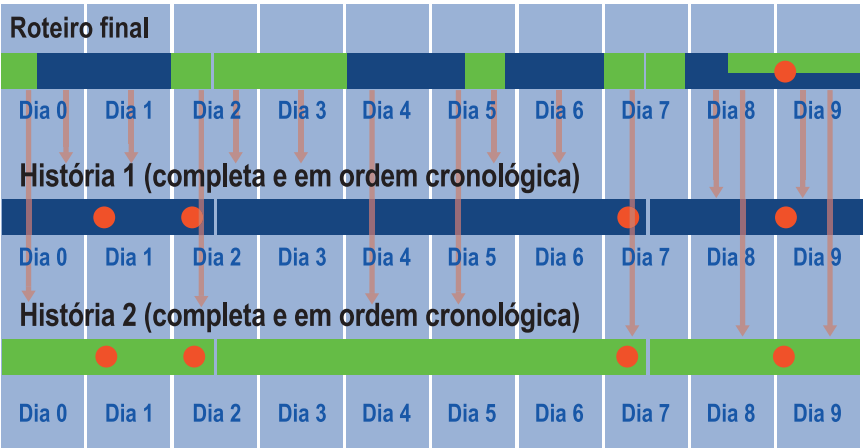 Roteiro final
Dia 0 Dia 1 Dia 2 Dia 3 Dia 4 Dia 5 Dia 6 Dia 7 Dia 8 Dia 9
História 1 (completa e em ordem cronológica)
Dia 0 Dia 1 Dia 2 Dia 3 Dia 4 Dia 5 Dia 6 Dia 7 Dia 8 Dia 9
História 2 (completa e em ordem cronológica)
Dia 0 Dia 1 Dia 2 Dia 3 Dia 4 Dia 5 Dia 6 Dia 7 Dia 8 Dia 9